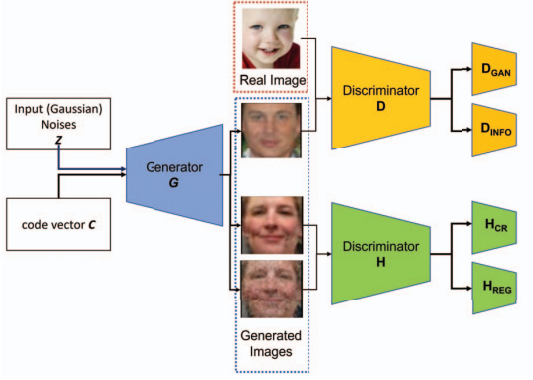 Real Image
Input (Gaussian)
Noises
Z
code vector C
Generator
G
Discriminator
D
D_GAN
D_INFO
Discriminator
H
H_CR
H_REG
Generated
Images